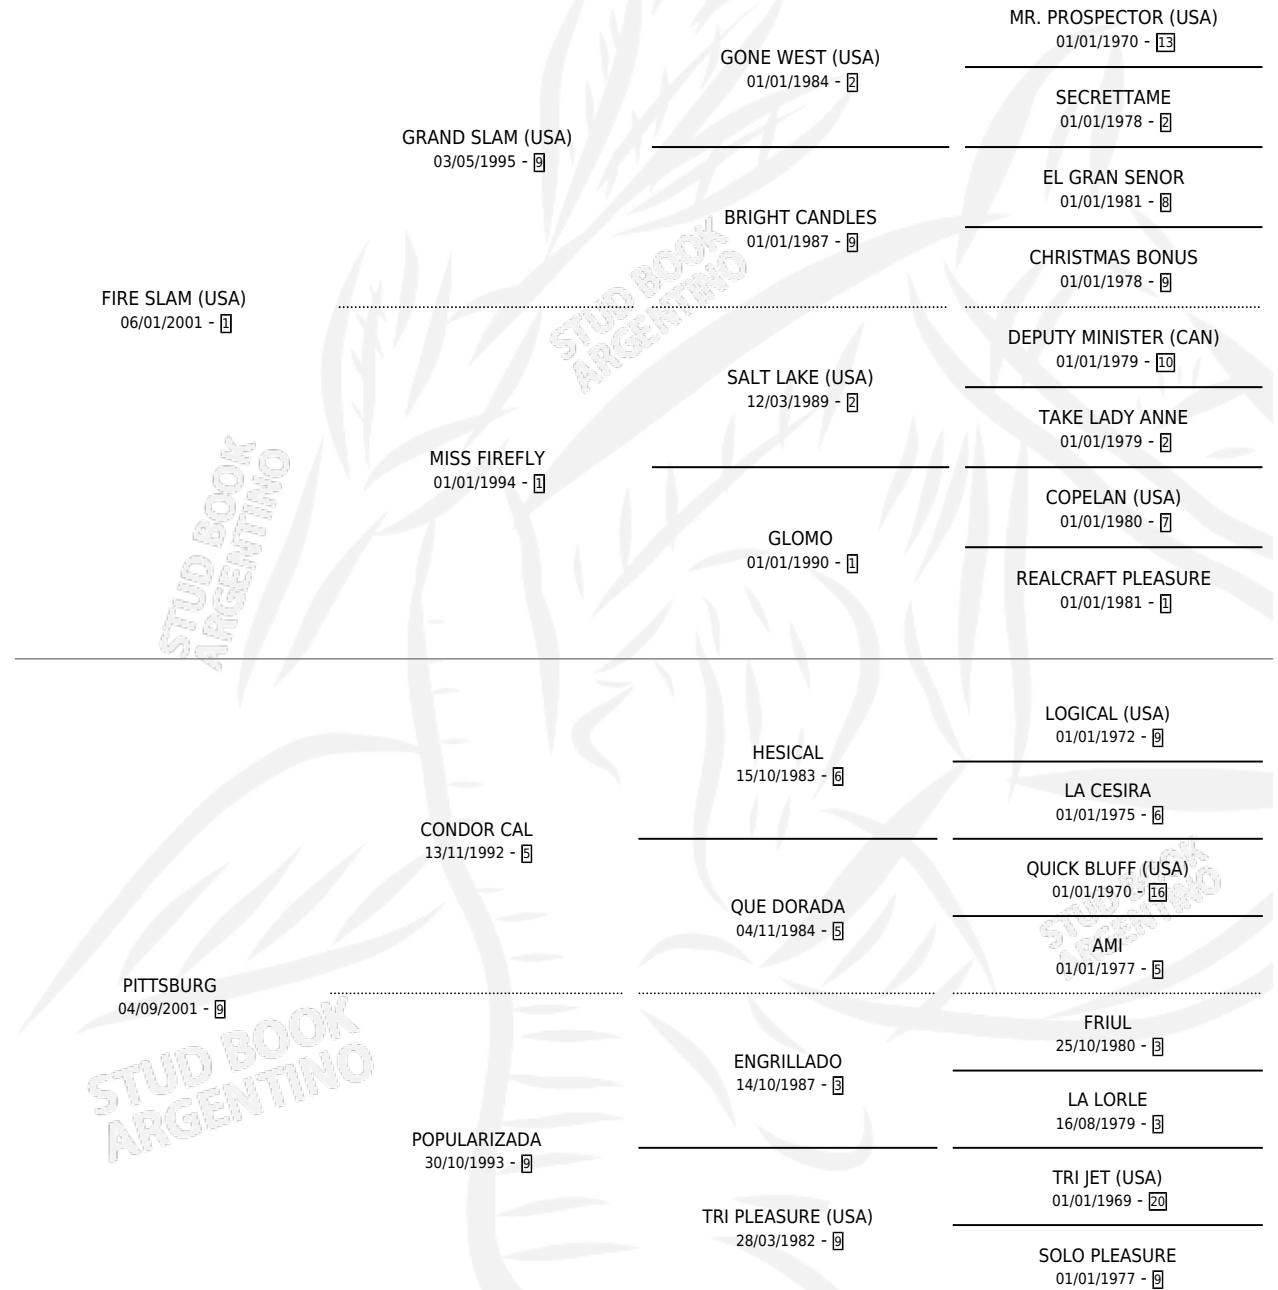 MR. PROSPECTOR (USA)
01/01/1970 - 13
GONE WEST (USA)
01/01/1984 - 2
SECRETTAME
01/01/1978 - 2
GRAND SLAM (USA)
03/05/1995 - 9
EL GRAN SENOR
01/01/1981 - 8
BRIGHT CANDLES
01/01/1987 - 9
CHRISTMAS BONUS
01/01/1978 - 9
FIRE SLAM (USA)
06/01/2001 - 1
STUD BOOK
ARGENTINO
DEPUTY MINISTER (CAN)
01/01/1979 - 10
SALT LAKE (USA)
12/03/1989 - 2
TAKE LADY ANNE
01/01/1979 - 2
MISS FIREFLY
01/01/1994 - 1
COPELAN (USA)
01/01/1980 - 7
GLOMO
01/01/1990 - 1
REALCRAFT PLEASURE
01/01/1981 - 1
STUD BOOK
ARGENTINO
LOGICAL (USA)
01/01/1972 - 9
HESICAL
15/10/1983 - 6
LA CESIRA
01/01/1975 - 6
CONDOR CAL
13/11/1992 - 5
QUICK BLUFF (USA)
01/01/1970 - 16
QUE DORADA
04/11/1984 - 5
AMI
01/01/1977 - 5
STUD BOOK
ARGENTINO
PITTSBURG
04/09/2001 - 9
FRIUL
25/10/1980 - 3
ENGRILLADO
14/10/1987 - 3
LA LORLE
16/08/1979 - 3
STUD BOOK
ARGENTINO
POPULARIZADA
30/10/1993 - 9
TRI JET (USA)
01/01/1969 - 20
TRI PLEASURE (USA)
28/03/1982 - 9
SOLO PLEASURE
01/01/1977 - 9